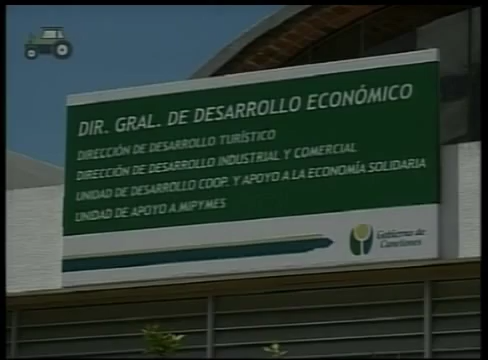 DIR. GRAL. DE DESARROLLO ECONÓMICO
DIRECCIÓN DE DESARROLLO TURÍSTICO
DIRECCIÓN DE DESARROLLO INDUSTRIAL Y COMERCIAL
UNIDAD DE DESARROLLO COOP. Y APOYO A LA ECONOMÍA SOLIDARIA
UNIDAD DE APOYO A MIPYMES
Gobierno de
Canelones